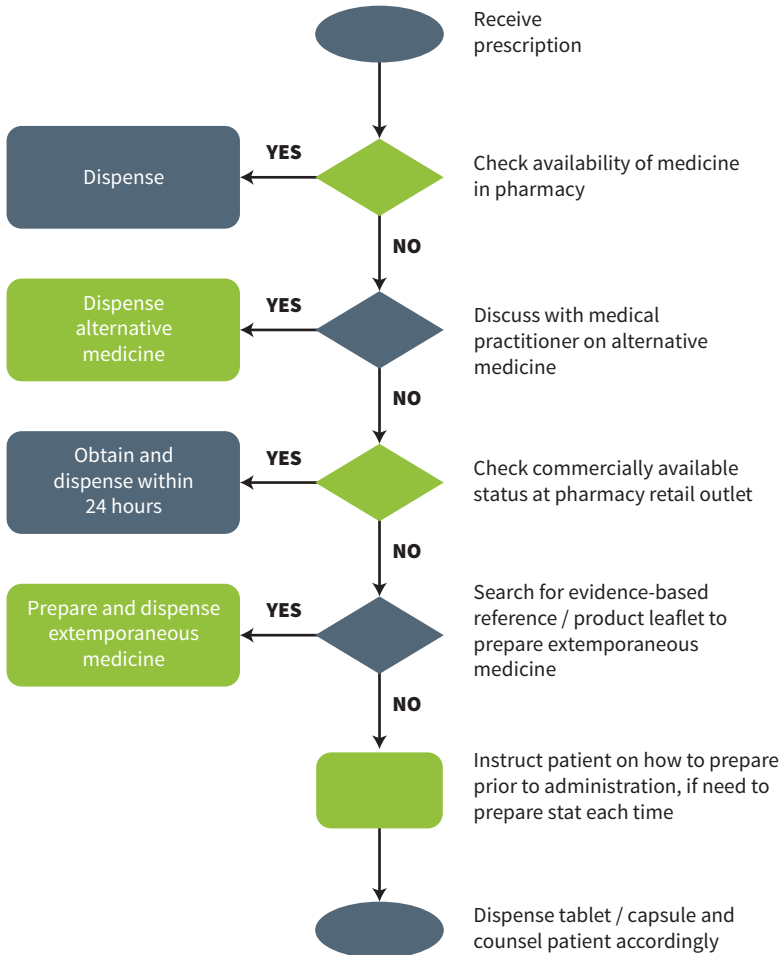 Receive
prescription
YES
Dispense
Check availability of medicine
in pharmacy
NO
Dispense
alternative
medicine
YES
Discuss with medical
practitioner on alternative
medicine
NO
Obtain and
dispense within
24 hours
YES
Check commercially available
status at pharmacy retail outlet
NO
Prepare and dispense
extemporaneous
medicine
YES
Search for evidence-based
reference / product leaflet to
prepare extemporaneous
medicine
NO
Instruct patient on how to prepare
prior to administration, if need to
prepare stat each time
Dispense tablet / capsule and
counsel patient accordingly